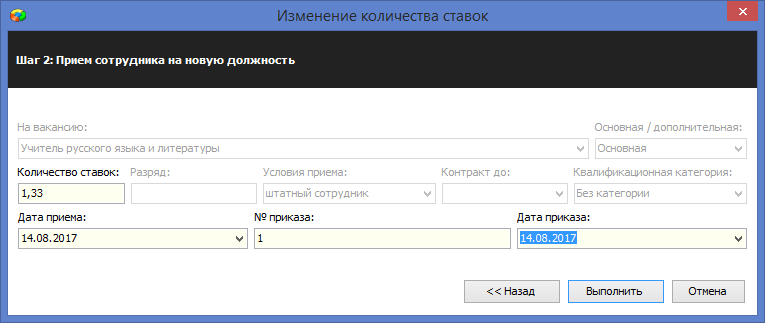 Изменение количества ставок
Шаг 2: Прием сотрудника на новую должность
На вакансию: Основная / дополнительная:
Учитель русского языка и литературы Основная
Количество ставок: Разряд: Условия приема: Контракт до: Квалификационная категория:
1,33 штатный сотрудник Без категории
Дата приема: № приказа: Дата приказа:
14.08.2017 1 14.08.2017
<< Назад Выполнить Отмена